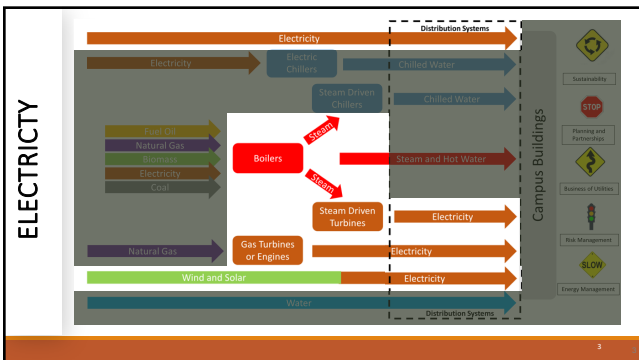 ELECTRICTY
Electricity
Distribution Systems
Electricity
Electric
Chillers
Chilled Water
Steam Driven
Chillers
Chilled Water
Fuel Oil
Natural Gas
Biomass
Electricity
Coal
Boilers
Steam
Steam
Steam and Hot Water
Steam Driven
Turbines
Electricity
Natural Gas
Gas Turbines
or Engines
Electricity
Wind and Solar
Electricity
Water
Distribution Systems
Campus Buildings
Sustainability
STOP
Planning and
Partnerships
Business of Utilities
Risk Management
SLOW
Energy Management
3